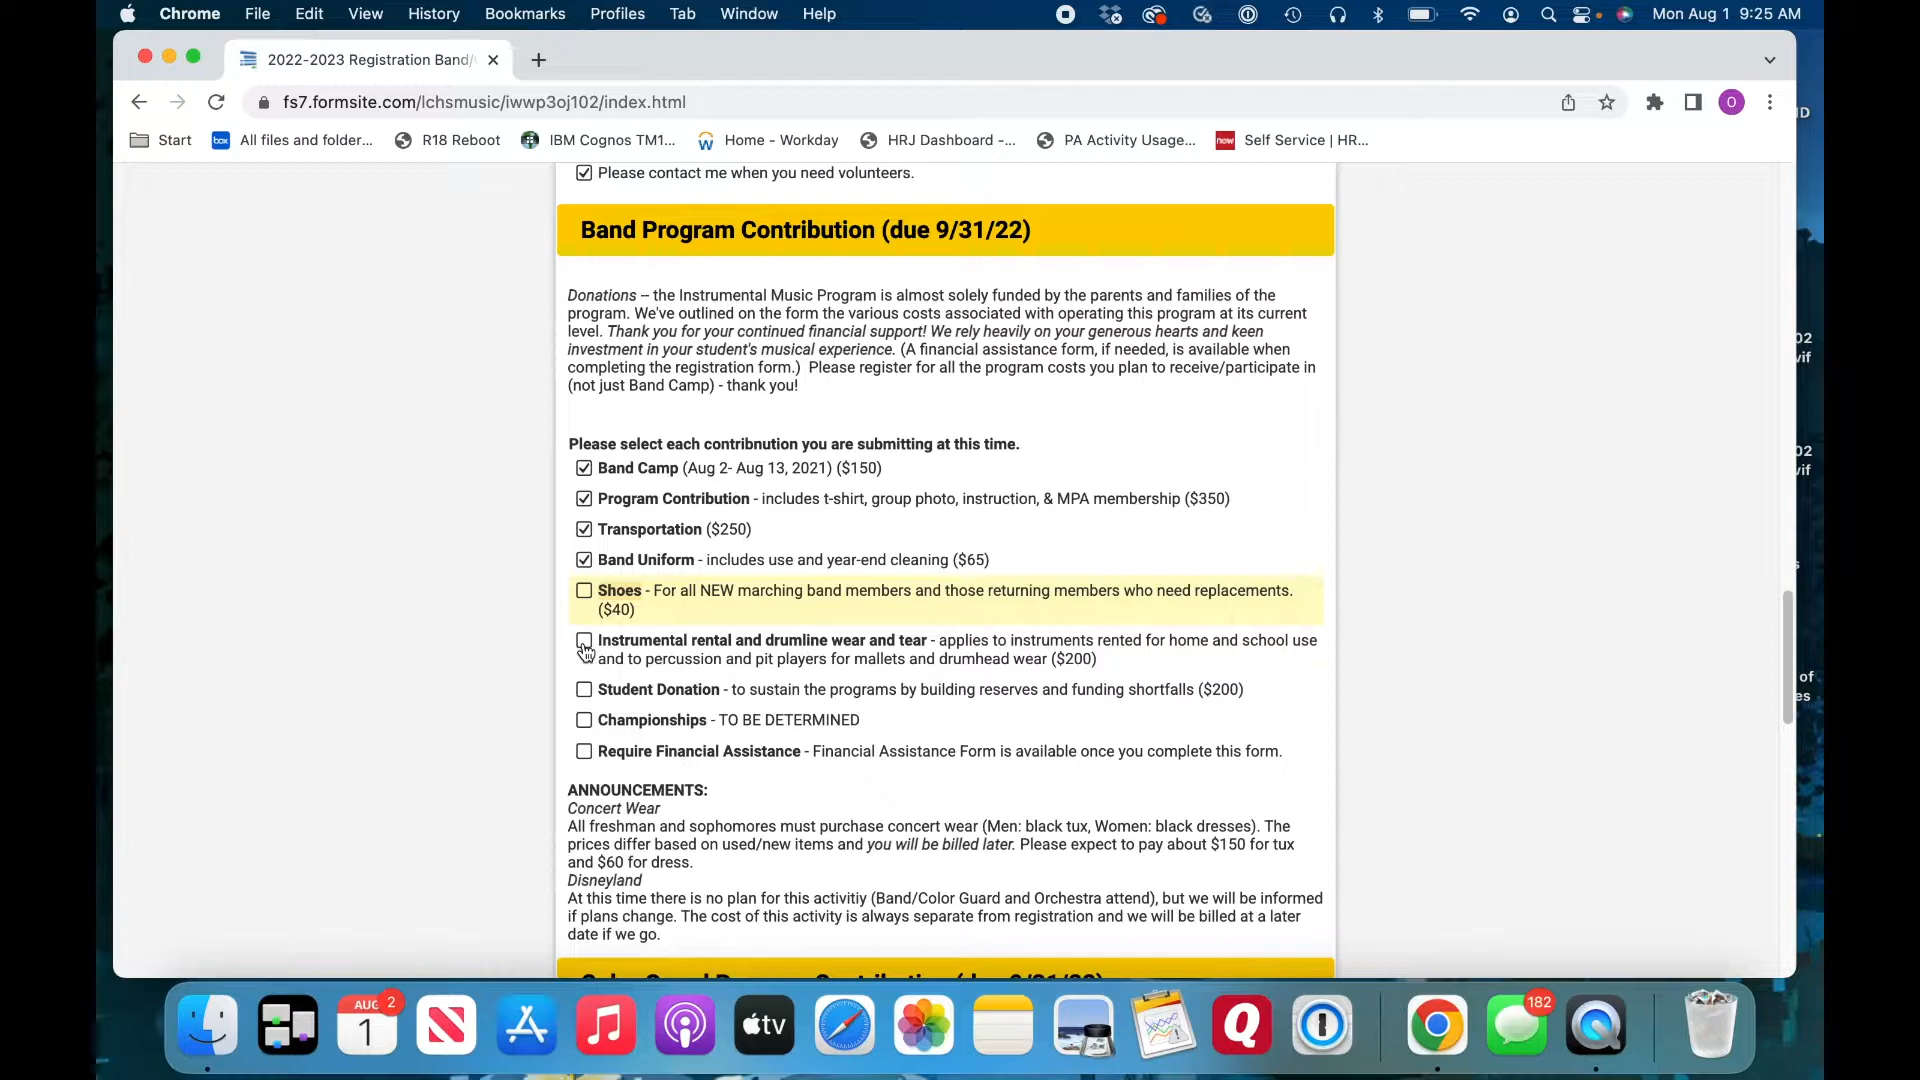 Chrome File Edit View History Bookmarks Profiles Tab Window Help Mon Aug 1 9:25 AM
2022-2023 Registration Band/
fs7.formsite.com/lchsmusic/iwwp3oj102/index.html O
Start box All files and folder... R18 Reboot IBM Cognos TM1... Home - Workday HRJ Dashboard -... PA Activity Usage... now Self Service | HR...
Please contact me when you need volunteers.
Band Program Contribution (due 9/31/22)
Donations – the Instrumental Music Program is almost solely funded by the parents and families of the
program. We've outlined on the form the various costs associated with operating this program at its current
level. Thank you for your continued financial support! We rely heavily on your generous hearts and keen
investment in your student's musical experience. (A financial assistance form, if needed, is available when
completing the registration form.) Please register for all the program costs you plan to receive/participate in
(not just Band Camp) - thank you!
Please select each contribnution you are submitting at this time.
Band Camp (Aug 2- Aug 13, 2021) ($150)
Program Contribution - includes t-shirt, group photo, instruction, & MPA membership ($350)
Transportation ($250)
Band Uniform - includes use and year-end cleaning ($65)
Shoes - For all NEW marching band members and those returning members who need replacements.
($40)
Instrumental rental and drumline wear and tear - applies to instruments rented for home and school use
and to percussion and pit players for mallets and drumhead wear ($200)
Student Donation - to sustain the programs by building reserves and funding shortfalls ($200)
Championships - TO BE DETERMINED
Require Financial Assistance - Financial Assistance Form is available once you complete this form.
ANNOUNCEMENTS:
Concert Wear
All freshman and sophomores must purchase concert wear (Men: black tux, Women: black dresses). The
prices differ based on used/new items and you will be billed later. Please expect to pay about $150 for tux
and $60 for dress.
Disneyland
At this time there is no plan for this activitiy (Band/Color Guard and Orchestra attend), but we will be informed
if plans change. The cost of this activity is always separate from registration and we will be billed at a later
date if we go.
AUG 2
1
tv
182